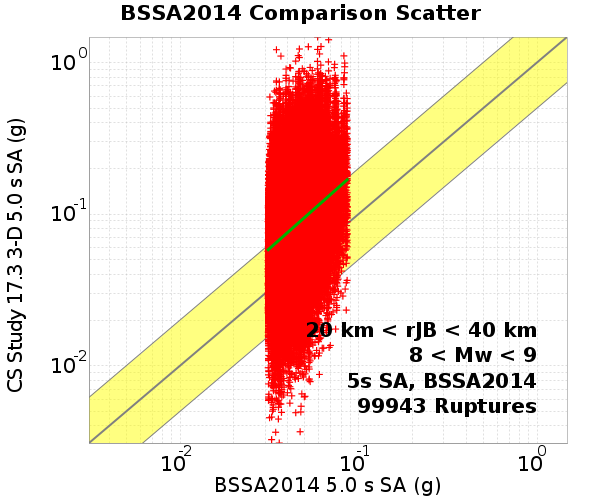 BSSA2014 Comparison Scatter
CS Study 17.3 3-D 5.0 s SA (g)
10^0
10^-1
10^-2
20 km < rJB < 40 km
8 < Mw < 9
5s SA, BSSA2014
99943 Ruptures
10^-2 10^-1 10^0
BSSA2014 5.0 s SA (g)